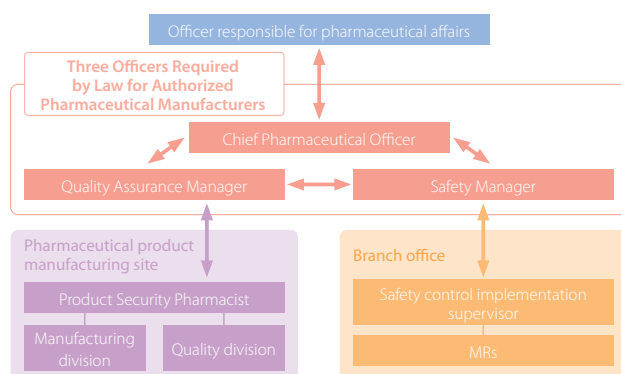 Officer responsible for pharmaceutical affairs
Three Officers Required
by Law for Authorized
Pharmaceutical Manufacturers
Chief Pharmaceutical Officer
Quality Assurance Manager
Safety Manager
Pharmaceutical product
manufacturing site
Product Security Pharmacist
Manufacturing
division
Quality division
Branch office
Safety control implementation
supervisor
MRs